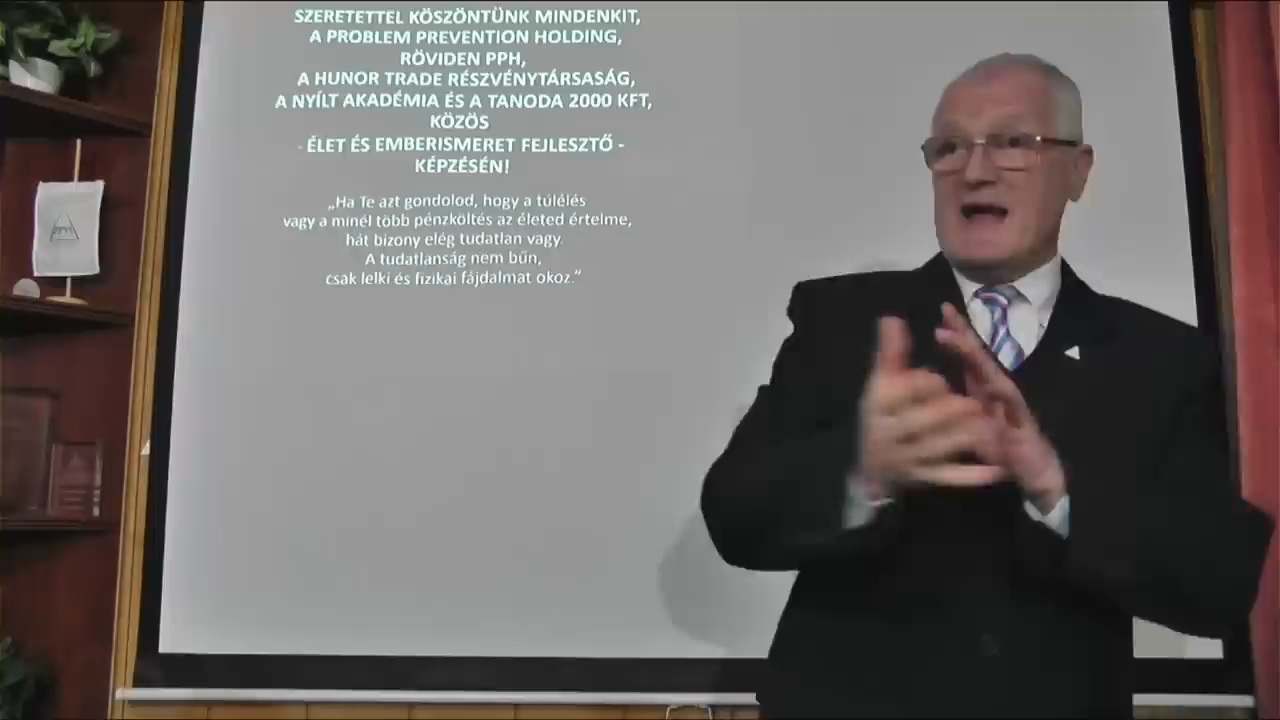 SZERETETTEL KÖSZÖNTÜNK MINDENKIT,
A PROBLEM PREVENTION HOLDING,
RÖVIDEN PPH,
A HUNOR TRADE RÉSZVÉNYTÁRSASÁG,
A NYÍLT AKADÉMIA ÉS A TANODA 2000 KFT,
KÖZÖS
- ÉLET ÉS EMBERISMERET FEJLESZTŐ -
KÉPZÉSÉN!
„Ha Te azt gondolod, hogy a túlélés
vagy a minél több pénzköltés az életed értelme,
hát bizony elég tudatlan vagy.
A tudatlanság nem bűn,
csak lelki és fizikai fájdalmat okoz.”